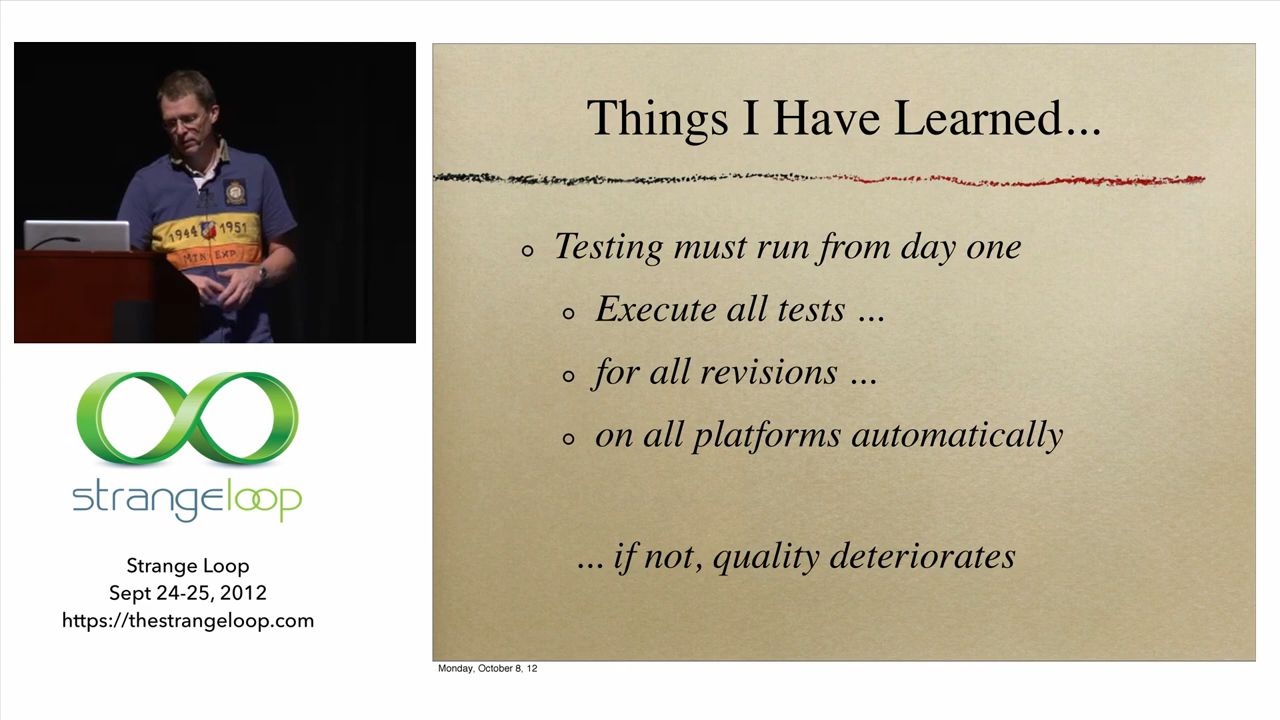 Things I Have Learned...
Testing must run from day one
Execute all tests ...
for all revisions ...
on all platforms automatically
... if not, quality deteriorates
1944 1951
MTN EXP.
strangeloop
Strange Loop
Sept 24-25, 2012
https://thestrangeloop.com
Monday, October 8, 12